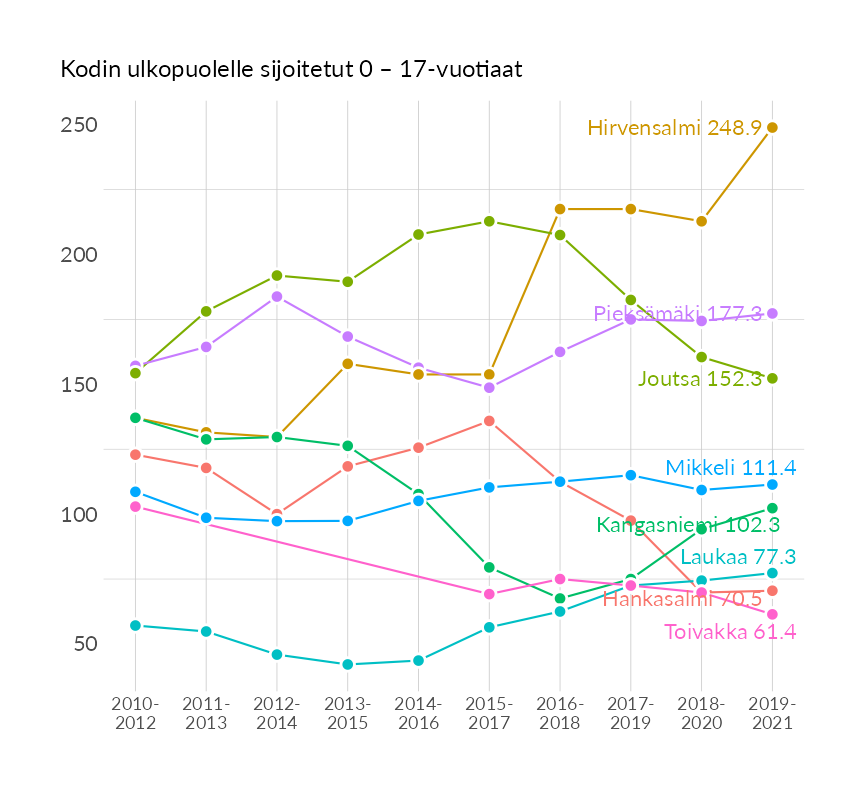 Kodin ulkopuolelle sijoitetut 0 – 17-vuotiaat
250
Hirvensalmi 248.9
200
Pieksämäki 177.3
150
Joutsa 152.3
Mikkeli 111.4
100
Kangasniemi 102.3
Laukaa 77.3
Hankasalmi 70.5
Toivakka 61.4
50
2010- 2011- 2012- 2013- 2014- 2015- 2016- 2017- 2018- 2019-
2012 2013 2014 2015 2016 2017 2018 2019 2020 2021